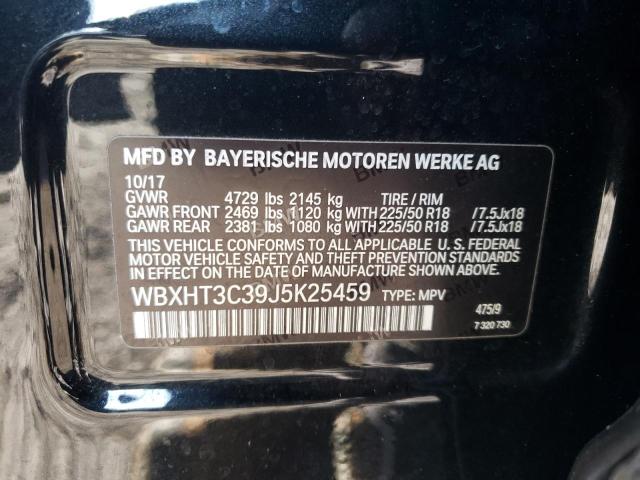 MFD BY BAYERISCHE MOTOREN WERKE AG
10/17
GVWR 4729 lbs 2145 kg TIRE / RIM
GAWR FRONT 2469 lbs 1120 kg WITH 225/50 R18 /7.5Jx18
GAWR REAR 2381 lbs 1080 kg WITH 225/50 R18 /7.5Jx18
THIS VEHICLE CONFORMS TO ALL APPLICABLE U. S. FEDERAL
MOTOR VEHICLE SAFETY AND THEFT PREVENTION STANDARDS
IN EFFECT ON THE DATE OF MANUFACTURE SHOWN ABOVE.
WBXHT3C39J5K25459 TYPE: MPV
475/9
7 320 730